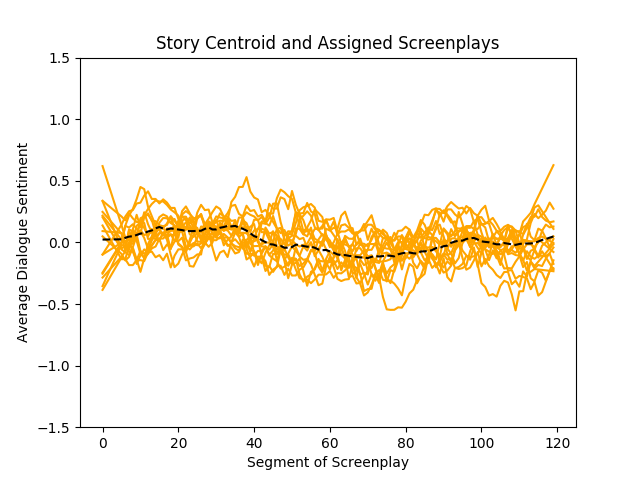 Story Centroid and Assigned Screenplays
1.5
1.0
0.5
0.0
−0.5
−1.0
−1.5
Average Dialogue Sentiment
0 20 40 60 80 100 120
Segment of Screenplay